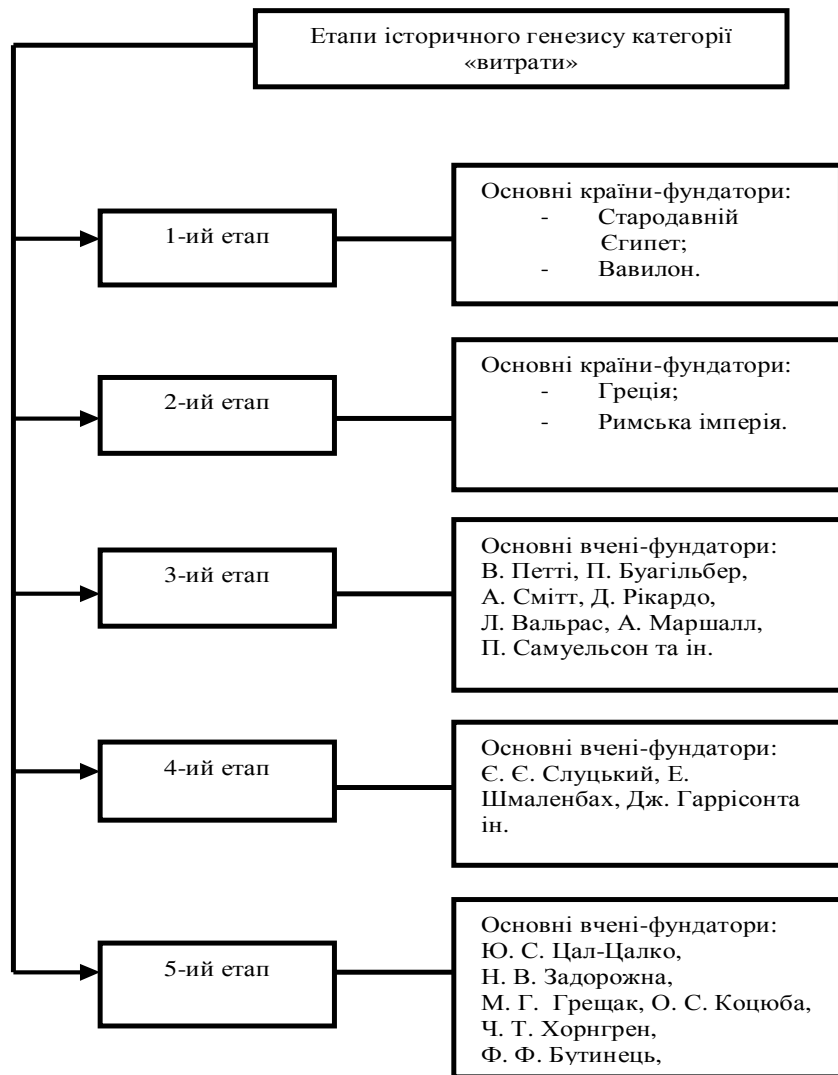 Етапи історичного генезису категорії
«витрати»
1-ий етап
Основні країни-фундатори:
- Стародавній
Єгипет;
- Вавилон.
2-ий етап
Основні країни-фундатори:
- Греція;
- Римська імперія.
3-ий етап
Основні вчені-фундатори:
В. Петті, П. Буагільбер,
А. Смітт, Д. Рікардо,
Л. Вальрас, А. Маршалл,
П. Самуельсон та ін.
4-ий етап
Основні вчені-фундатори:
Є. Є. Слуцький, Е.
Шмаленбах, Дж. Гаррісонта
ін.
5-ий етап
Основні вчені-фундатори:
Ю. С. Цал-Цалко,
Н. В. Задорожна,
М. Г. Грещак, О. С. Коцюба,
Ч. Т. Хорнгрен,
Ф. Ф. Бутинець,